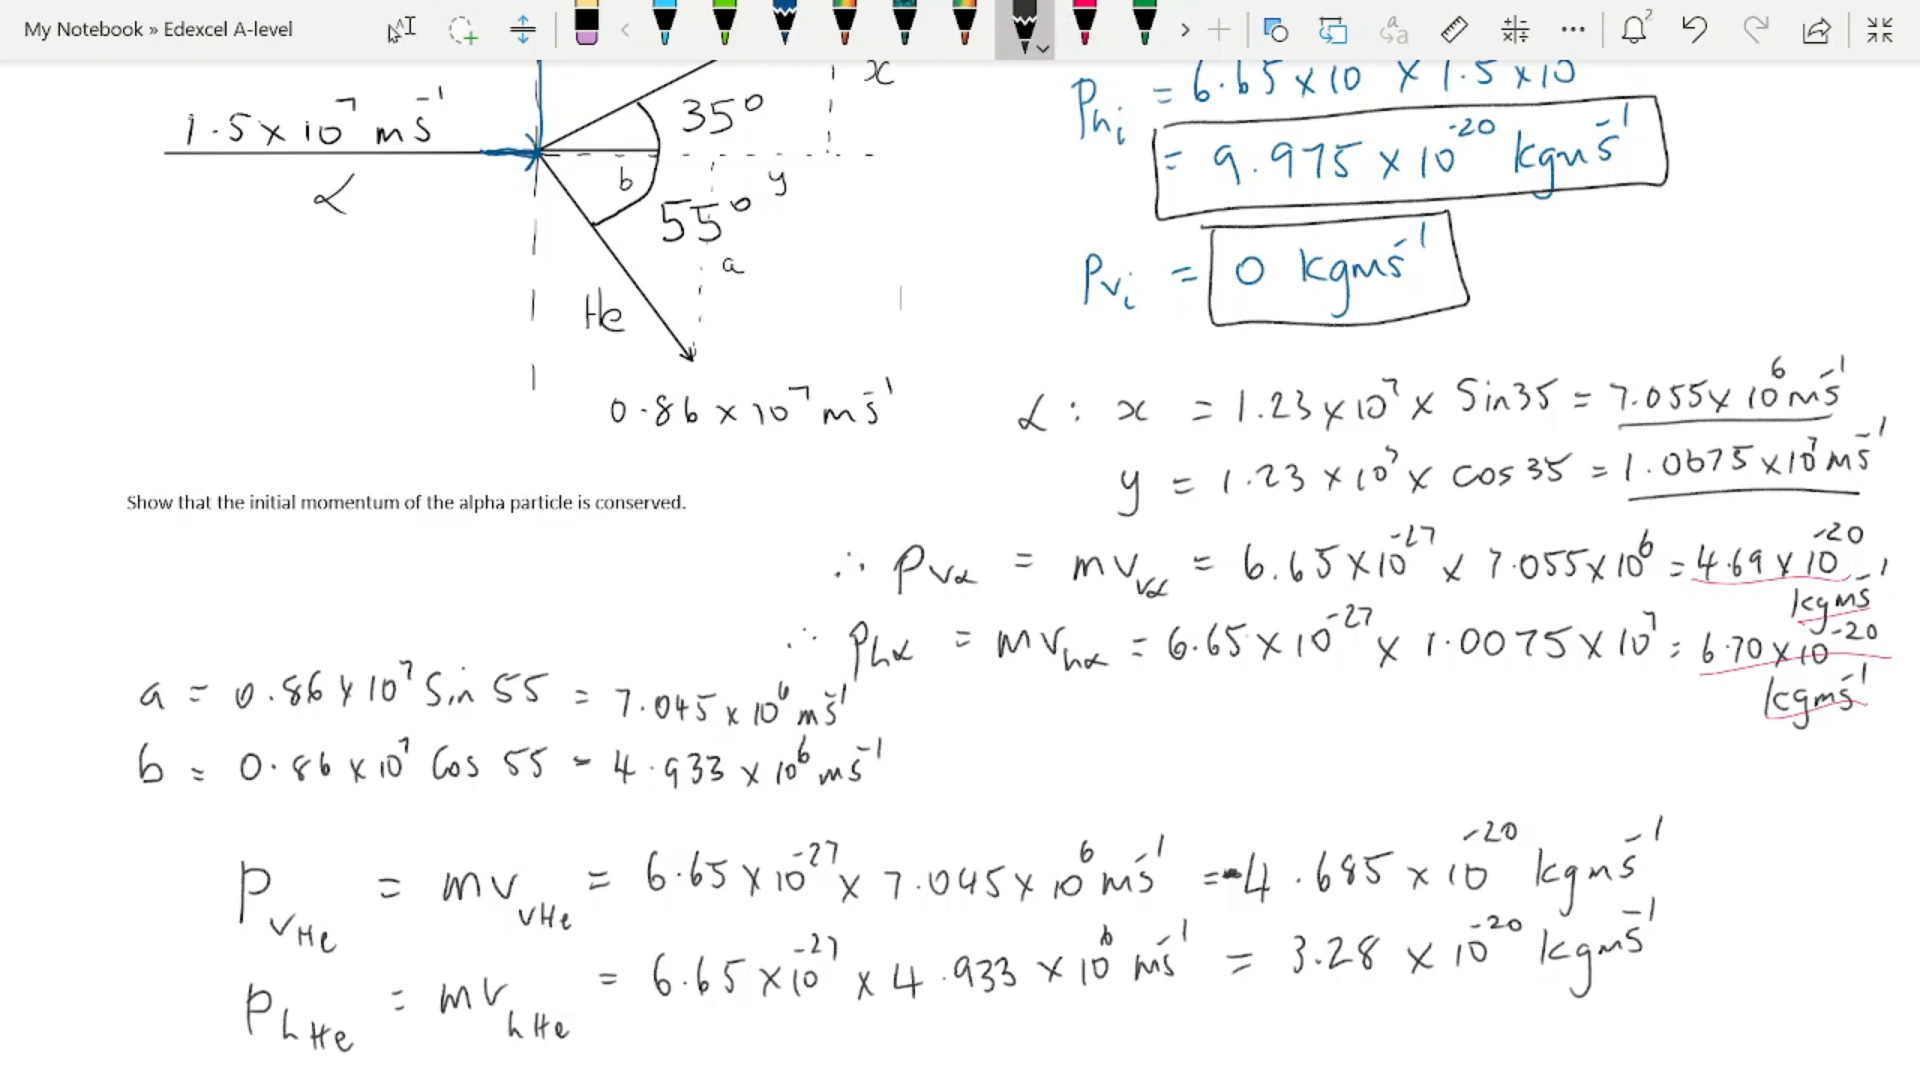 My Notebook » Edexcel A-level
1.5 x 10⁷ ms⁻¹
α
35°
x
b
y
55°
a
He
0.86 x 10⁷ ms⁻¹
Phi = 6.65 x 10 x 1.5 x 10
= 9.975 x 10⁻²⁰ kgms⁻¹
Pvi = 0 kgms⁻¹
α : x = 1.23 x 10⁷ x Sin35 = 7.055 x 10⁶ ms⁻¹
y = 1.23 x 10⁷ x cos 35 = 1.0075 x 10⁷ ms⁻¹
Show that the initial momentum of the alpha particle is conserved.
∴ Pvα = mvvα = 6.65 x 10⁻²⁷ x 7.055 x 10⁶ = 4.69 x 10⁻²⁰ kgms⁻¹
∴ Phα = mvhα = 6.65 x 10⁻²⁷ x 1.0075 x 10⁷ = 6.70 x 10⁻²⁰ kgms⁻¹
a = 0.86 x 10⁷ Sin 55 = 7.045 x 10⁶ ms⁻¹
b = 0.86 x 10⁷ Cos 55 = 4.933 x 10⁶ ms⁻¹
PvHe = mvvHe = 6.65 x 10⁻²⁷ x 7.045 x 10⁶ ms⁻¹ = -4.685 x 10⁻²⁰ kgms⁻¹
PhHe = mvhHe = 6.65 x 10⁻²⁷ x 4.933 x 10⁶ ms⁻¹ = 3.28 x 10⁻²⁰ kgms⁻¹